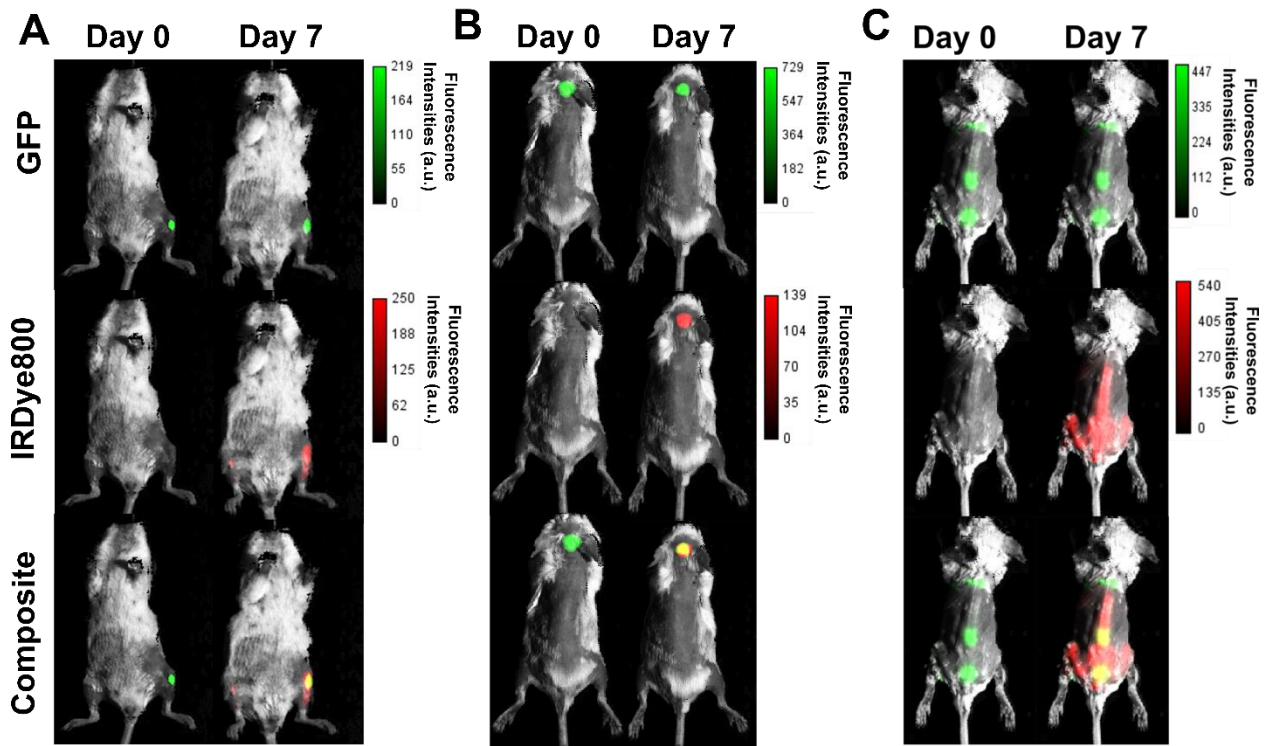 A
Day 0
Day 7
B
Day 0
Day 7
C
Day 0
Day 7
GFP
219
164
110
55
0
Fluorescence
Intensities (a.u.)
729
547
364
182
0
Fluorescence
Intensities (a.u.)
447
335
224
112
0
Fluorescence
Intensities (a.u.)
IRDye800
250
188
125
62
0
Fluorescence
Intensities (a.u.)
139
104
70
35
0
Fluorescence
Intensities (a.u.)
540
405
270
135
0
Fluorescence
Intensities (a.u.)
Composite